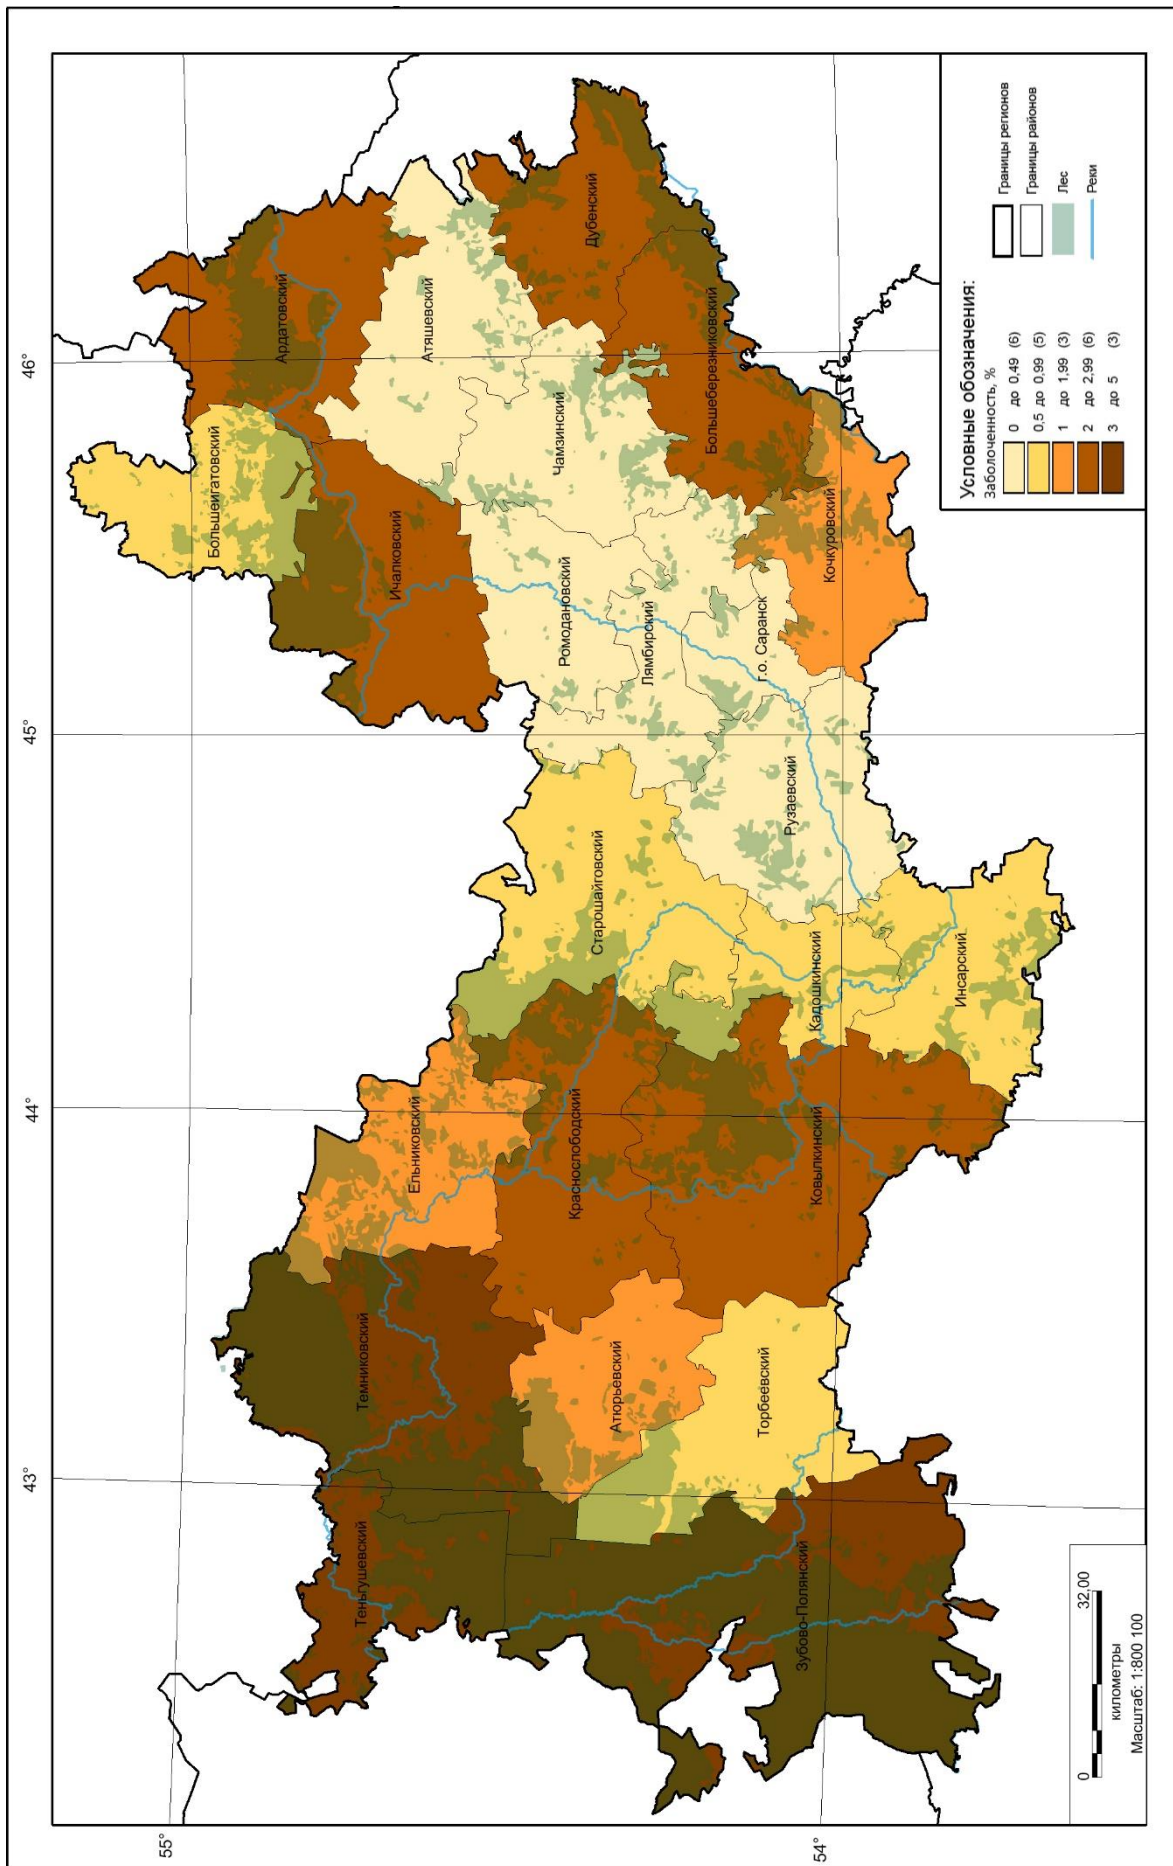 43°
44°
45°
46°
55°
54°
Теньгушевский
Темниковский
Ельниковский
Большеигнатовский
Ардатовский
Ичалковский
Атяшевский
Краснослободский
Старошайговский
Ромодановский
Чамзинский
Дубенский
Атюрьевский
Лямбирский
Большеберезниковский
Торбеевский
г.о. Саранск
Рузаевский
Зубово-Полянский
Ковылкинский
Кадошкинский
Кочкуровский
Инсарский
Условные обозначения:
Заболоченность, %
0 до 0,49 (6)
0,5 до 0,99 (5)
1 до 1,99 (3)
2 до 2,99 (6)
3 до 5 (3)
Границы регионов
Границы районов
Лес
Реки
0 32,00
километры
Масштаб: 1:800 100